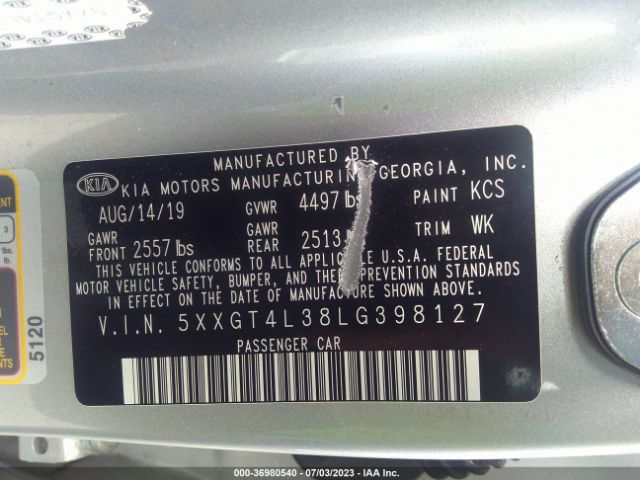 MANUFACTURED BY
KIA KIA MOTORS MANUFACTURING GEORGIA, INC.
AUG/14/19 GVWR 4497 lbs PAINT KCS
GAWR FRONT 2557 lbs GAWR REAR 2513 TRIM WK
THIS VEHICLE CONFORMS TO ALL APPLICABLE U.S.A. FEDERAL
MOTOR VEHICLE SAFETY, BUMPER, AND THEFT PREVENTION STANDARDS
IN EFFECT ON THE DATE OF MANUFACTURE SHOWN ABOVE.
V.I.N. 5XXGT4L38LG398127
PASSENGER CAR
5120
3
lbs.
000-36980540 - 07/03/2023 - IAA Inc.